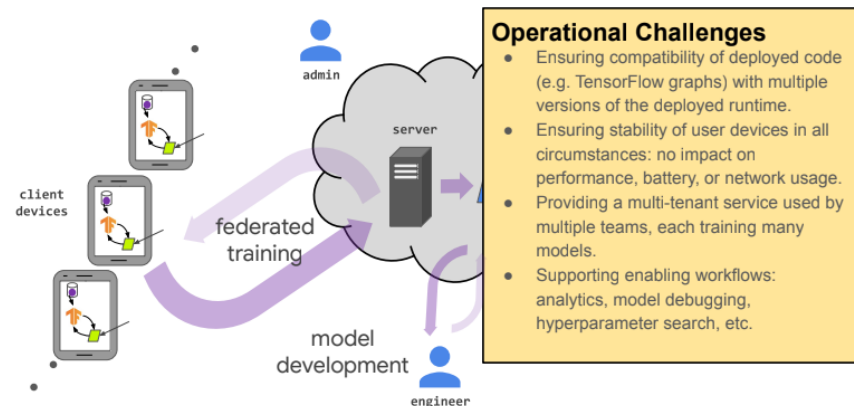 admin
server
client
devices
federated
training
model
development
engineer
Operational Challenges
● Ensuring compatibility of deployed code
(e.g. TensorFlow graphs) with multiple
versions of the deployed runtime.
● Ensuring stability of user devices in all
circumstances: no impact on
performance, battery, or network usage.
● Providing a multi-tenant service used by
multiple teams, each training many
models.
● Supporting enabling workflows:
analytics, model debugging,
hyperparameter search, etc.